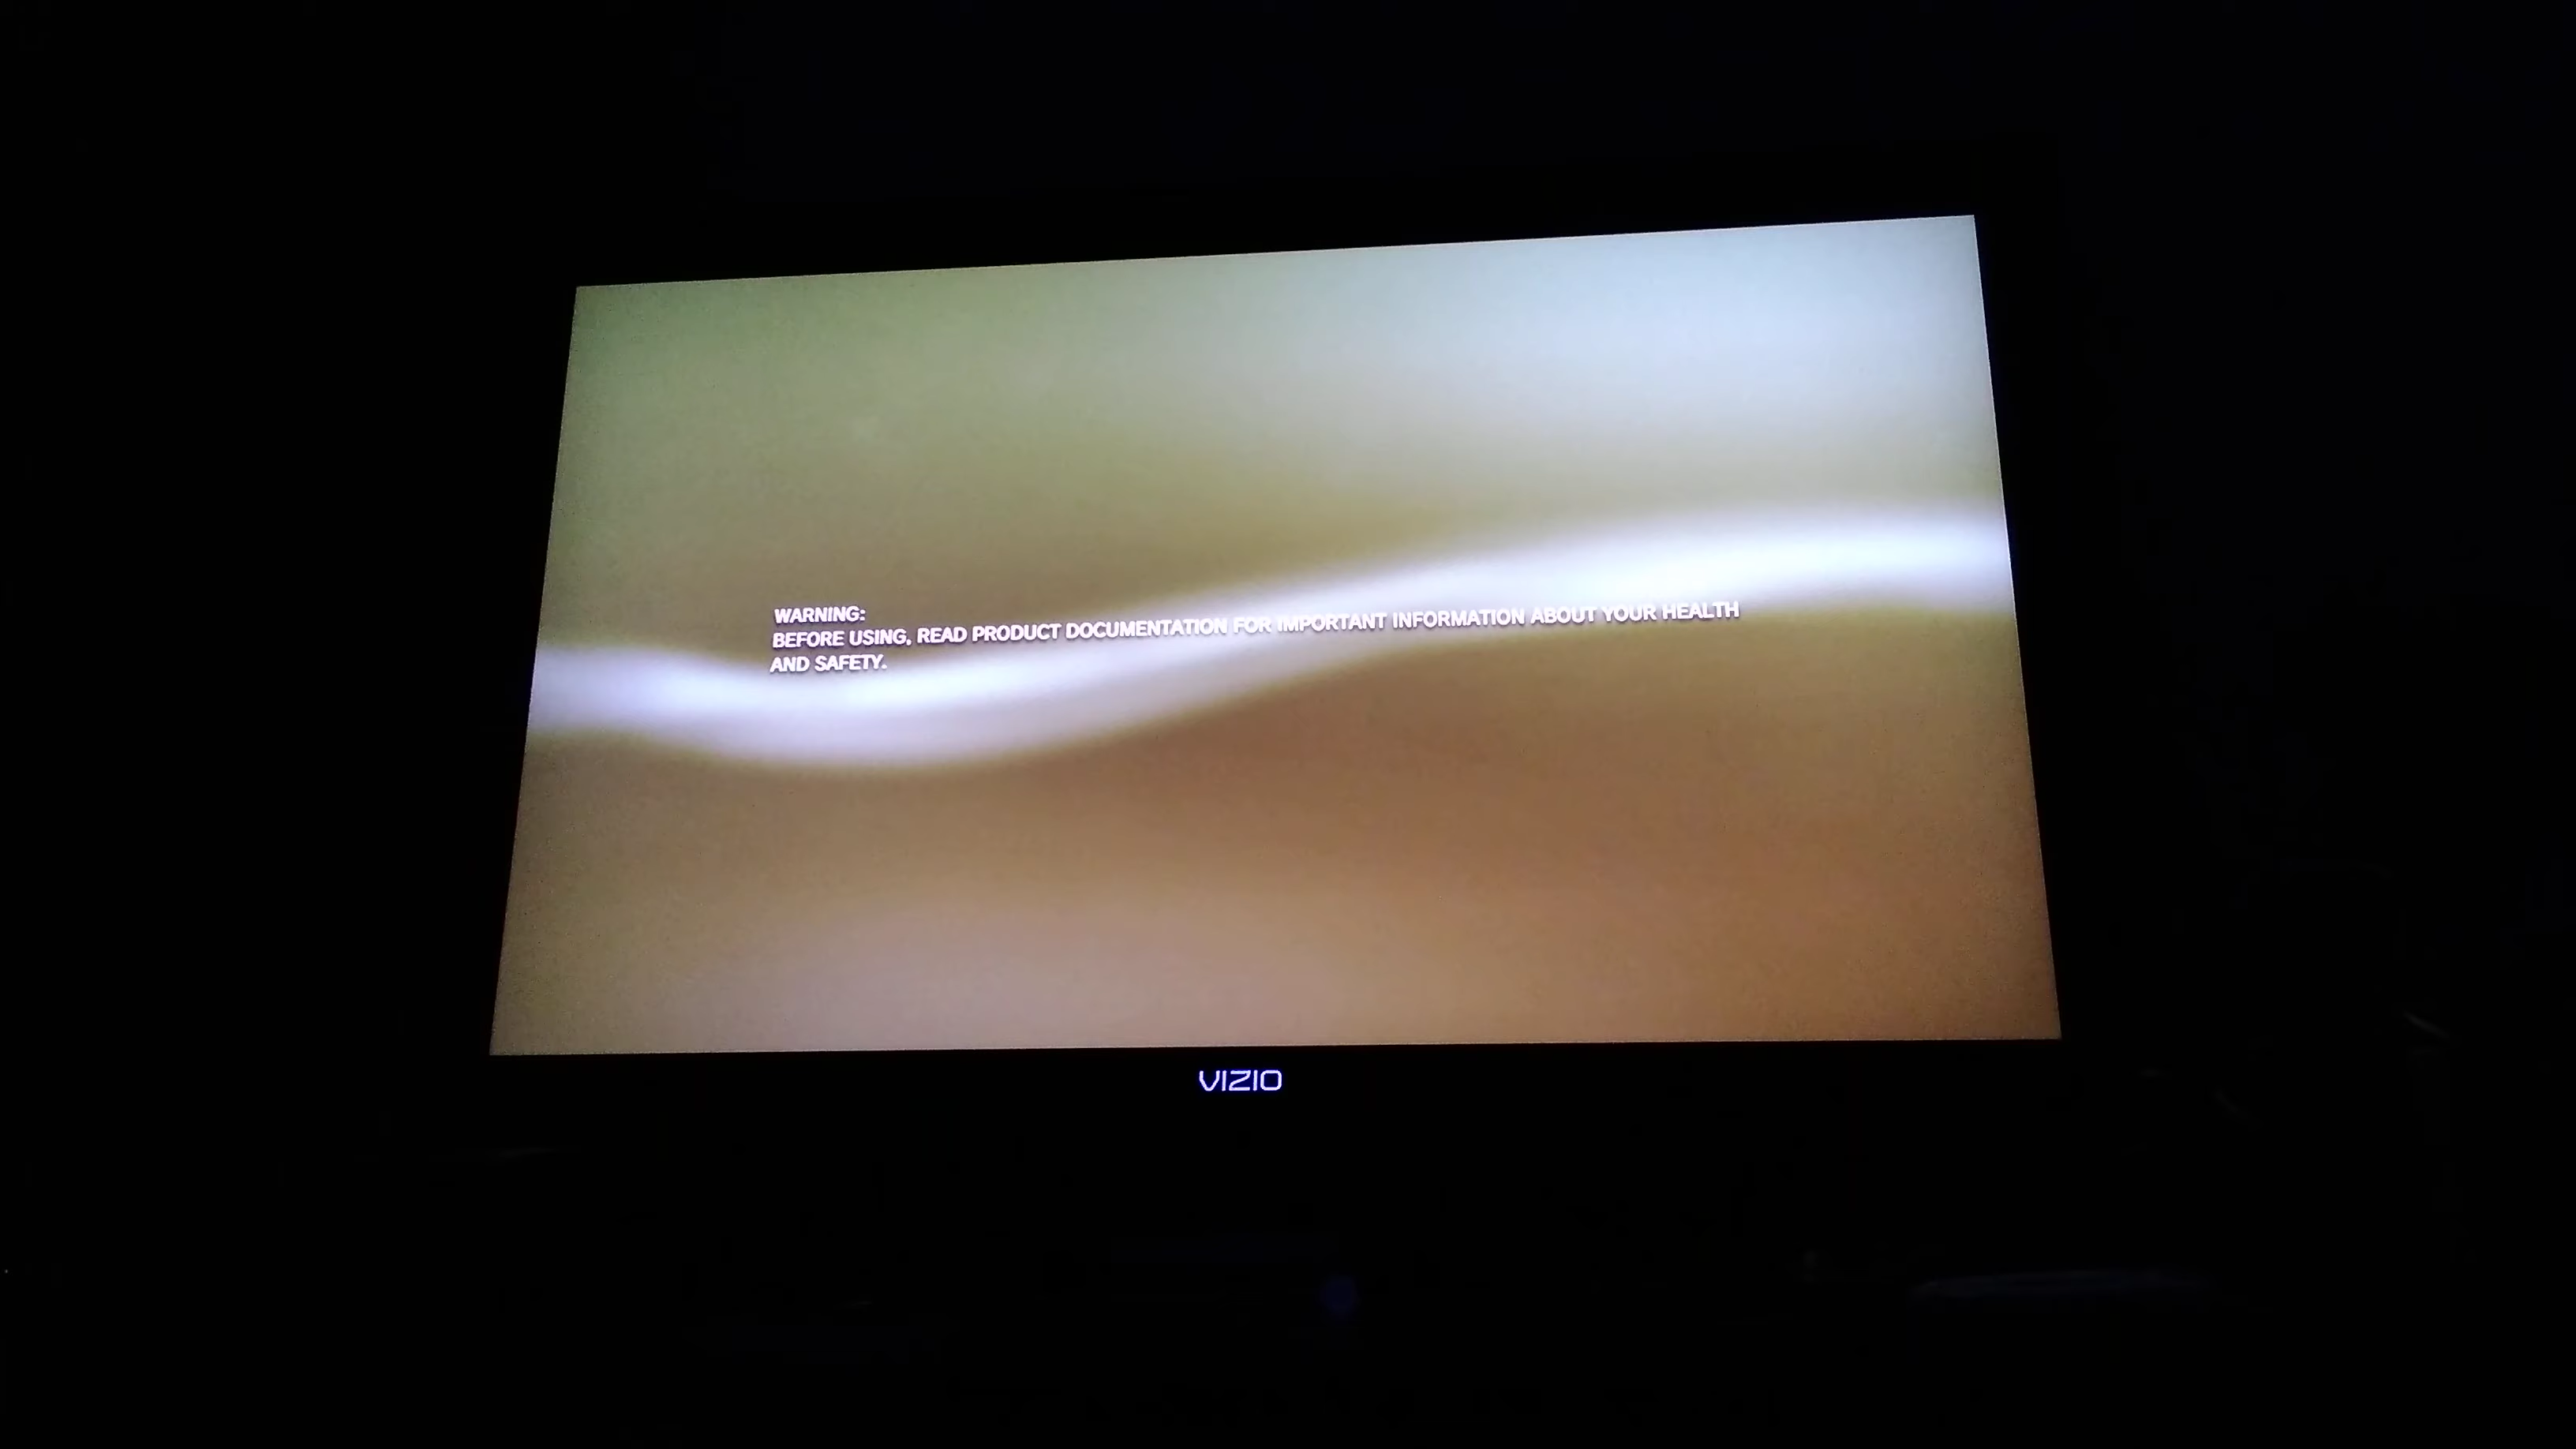 WARNING:
BEFORE USING, READ PRODUCT DOCUMENTATION FOR IMPORTANT INFORMATION ABOUT YOUR HEALTH
AND SAFETY.
VIZIO